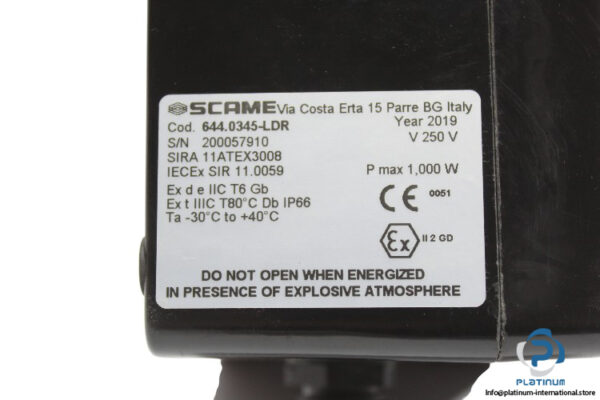 SCAME Via Costa Erta 15 Parre BG Italy
Cod. 644.0345-LDR Year 2019
S/N 200057910 V 250 V
SIRA 11ATEX3008
IECEx SIR 11.0059 P max 1,000 W
Ex d e IIC T6 Gb
Ex t IIIC T80°C Db IP66
Ta -30°C to +40°C
CE 0051
Ex II 2 GD
DO NOT OPEN WHEN ENERGIZED
IN PRESENCE OF EXPLOSIVE ATMOSPHERE
PLATINUM
Info@platinum-international.store